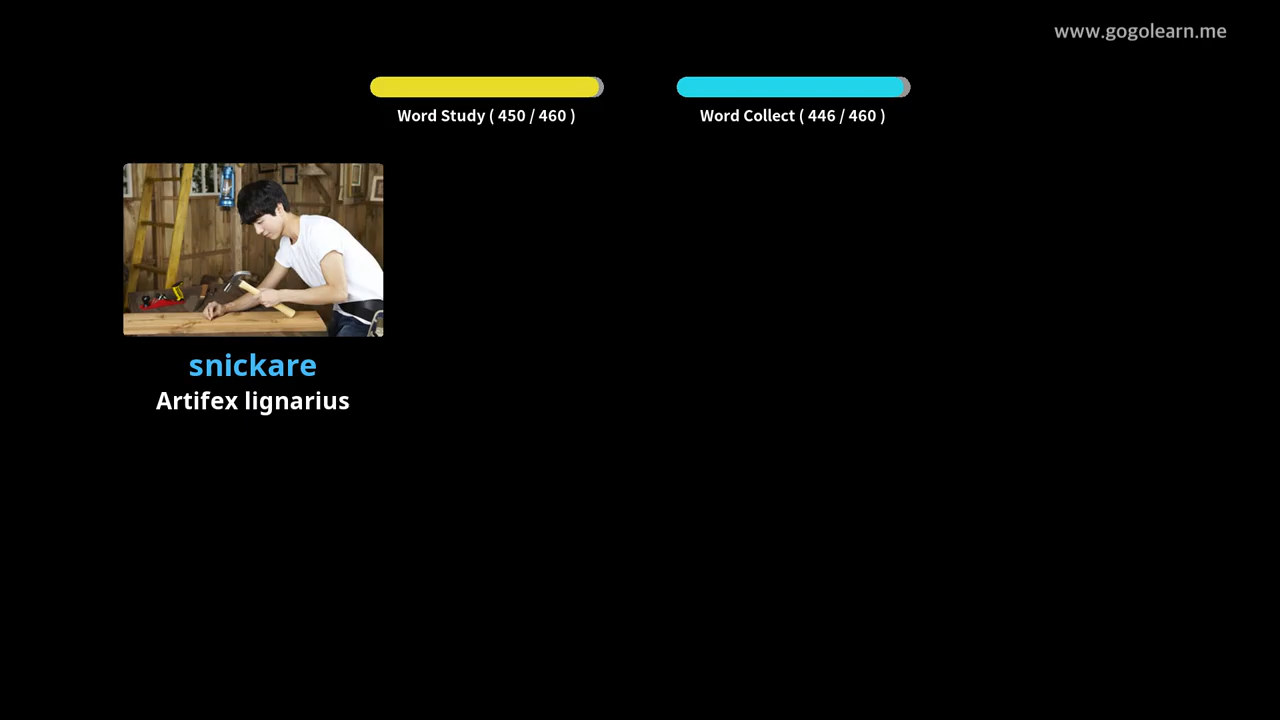 www.gogolearn.me
Word Study ( 450 / 460 )
Word Collect ( 446 / 460 )
snickare
Artifex lignarius